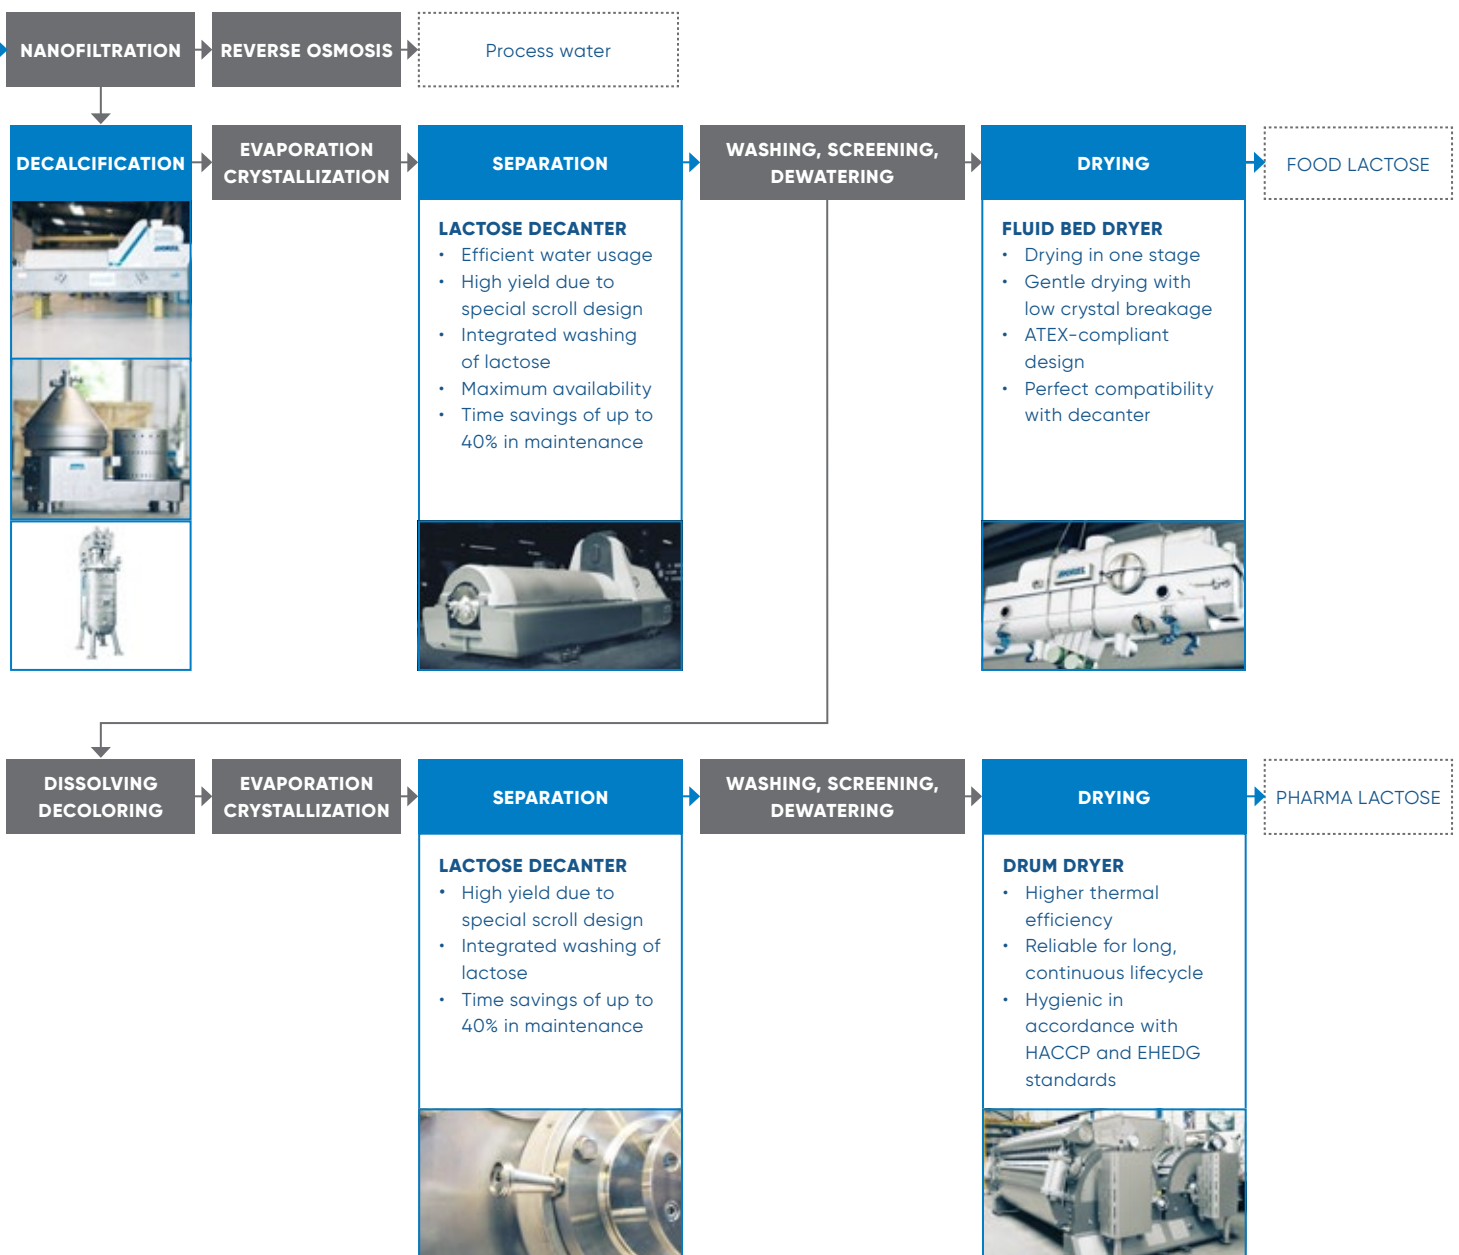 NANOFILTRATION
REVERSE OSMOSIS
Process water
DECALCIFICATION
EVAPORATION
CRYSTALLIZATION
SEPARATION
WASHING, SCREENING,
DEWATERING
DRYING
FOOD LACTOSE
LACTOSE DECANTER
• Efficient water usage
• High yield due to
special scroll design
• Integrated washing
of lactose
• Maximum availability
• Time savings of up to
40% in maintenance
FLUID BED DRYER
• Drying in one stage
• Gentle drying with
low crystal breakage
• ATEX-compliant
design
• Perfect compatibility
with decanter
DISSOLVING
DECOLORING
EVAPORATION
CRYSTALLIZATION
SEPARATION
WASHING, SCREENING,
DEWATERING
DRYING
PHARMA LACTOSE
LACTOSE DECANTER
• High yield due to
special scroll design
• Integrated washing of
lactose
• Time savings of up to
40% in maintenance
DRUM DRYER
• Higher thermal
efficiency
• Reliable for long,
continuous lifecycle
• Hygienic in
accordance with
HACCP and EHEDG
standards